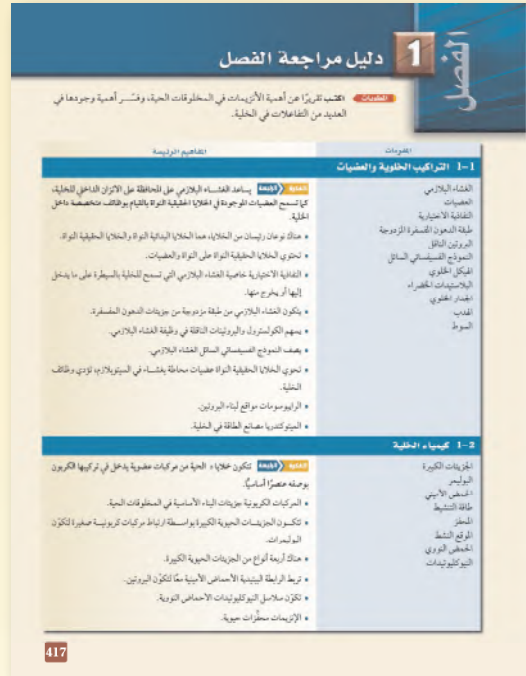 الفصل
1
دليل مراجعة الفصل
المطويات اكتب تقريرًا عن أهمية الأنزيمات في المخلوقات الحية، وفسّر أهمية وجودها في
العديد من التفاعلات في الخلية.
المفردات
المفاهيم الرئيسة
1-1 التراكيب الخلوية والعضيات
الغشاء البلازمي
العضيات
النفاذية الاختيارية
طبقة الدهون المفسفرة المزدوجة
البروتين الناقل
النموذج الفسيفسائي السائل
الهيكل الخلوي
البلاستيدات الخضراء
الجدار الخلوي
الهدب
السوط
الفكرة الرئيسة يساعد الغشاء البلازمي على المحافظة على الاتزان الداخلي للخلية،
كما تسمح العضيات الموجودة في الخلايا الحقيقية النواة بالقيام بوظائف متخصصة داخل
الخلية.
• هناك نوعان رئيسان من الخلايا، هما الخلايا البدائية النواة والخلايا الحقيقية النواة.
• تحتوي الخلايا الحقيقية النواة على النواة والعضيات.
• النفاذية الاختيارية خاصية الغشاء البلازمي التي تسمح للخلية بالسيطرة على ما يدخل
إليها أو يخرج منها.
• يتكون الغشاء البلازمي من طبقة مزدوجة من جزيئات الدهون المفسفرة.
• يسهم الكولسترول والبروتينات الناقلة في وظيفة الغشاء البلازمي.
• يصف النموذج الفسيفسائي السائل الغشاء البلازمي.
• تحوي الخلايا الحقيقية النواة عضيات محاطة بغشاء في السيتوبلازم، تؤدي وظائف
الخلية.
• الرايبوسومات مواقع لبناء البروتين.
• الميتوكندريا مصانع الطاقة في الخلية.
1-2 كيمياء الخلية
الجزيئات الكبيرة
البوليمر
الحمض الأميني
طاقة التنشيط
المحفز
الموقع النشط
الحمض النووي
النيوكليوتيدات
الفكرة الرئيسة تتكون خلايا الحية من مركبات عضوية يدخل في تركيبها الكربون
بوصفه عنصرًا أساسيًّا.
• المركبات الكربونية جزيئات البناء الأساسية في المخلوقات الحية.
• تتكون الجزيئات الحيوية الكبيرة بواسطة ارتباط مركبات كربونية صغيرة لتكوّن
البوليمرات.
• هناك أربعة أنواع من الجزيئات الحيوية الكبيرة.
• تربط الرابطة الببتيدية الأحماض الأمينية معًا لتكوّن البروتين.
• تكوّن سلاسل النيوكليوتيدات الأحماض النووية.
• الإنزيمات محفّزات حيوية.
417